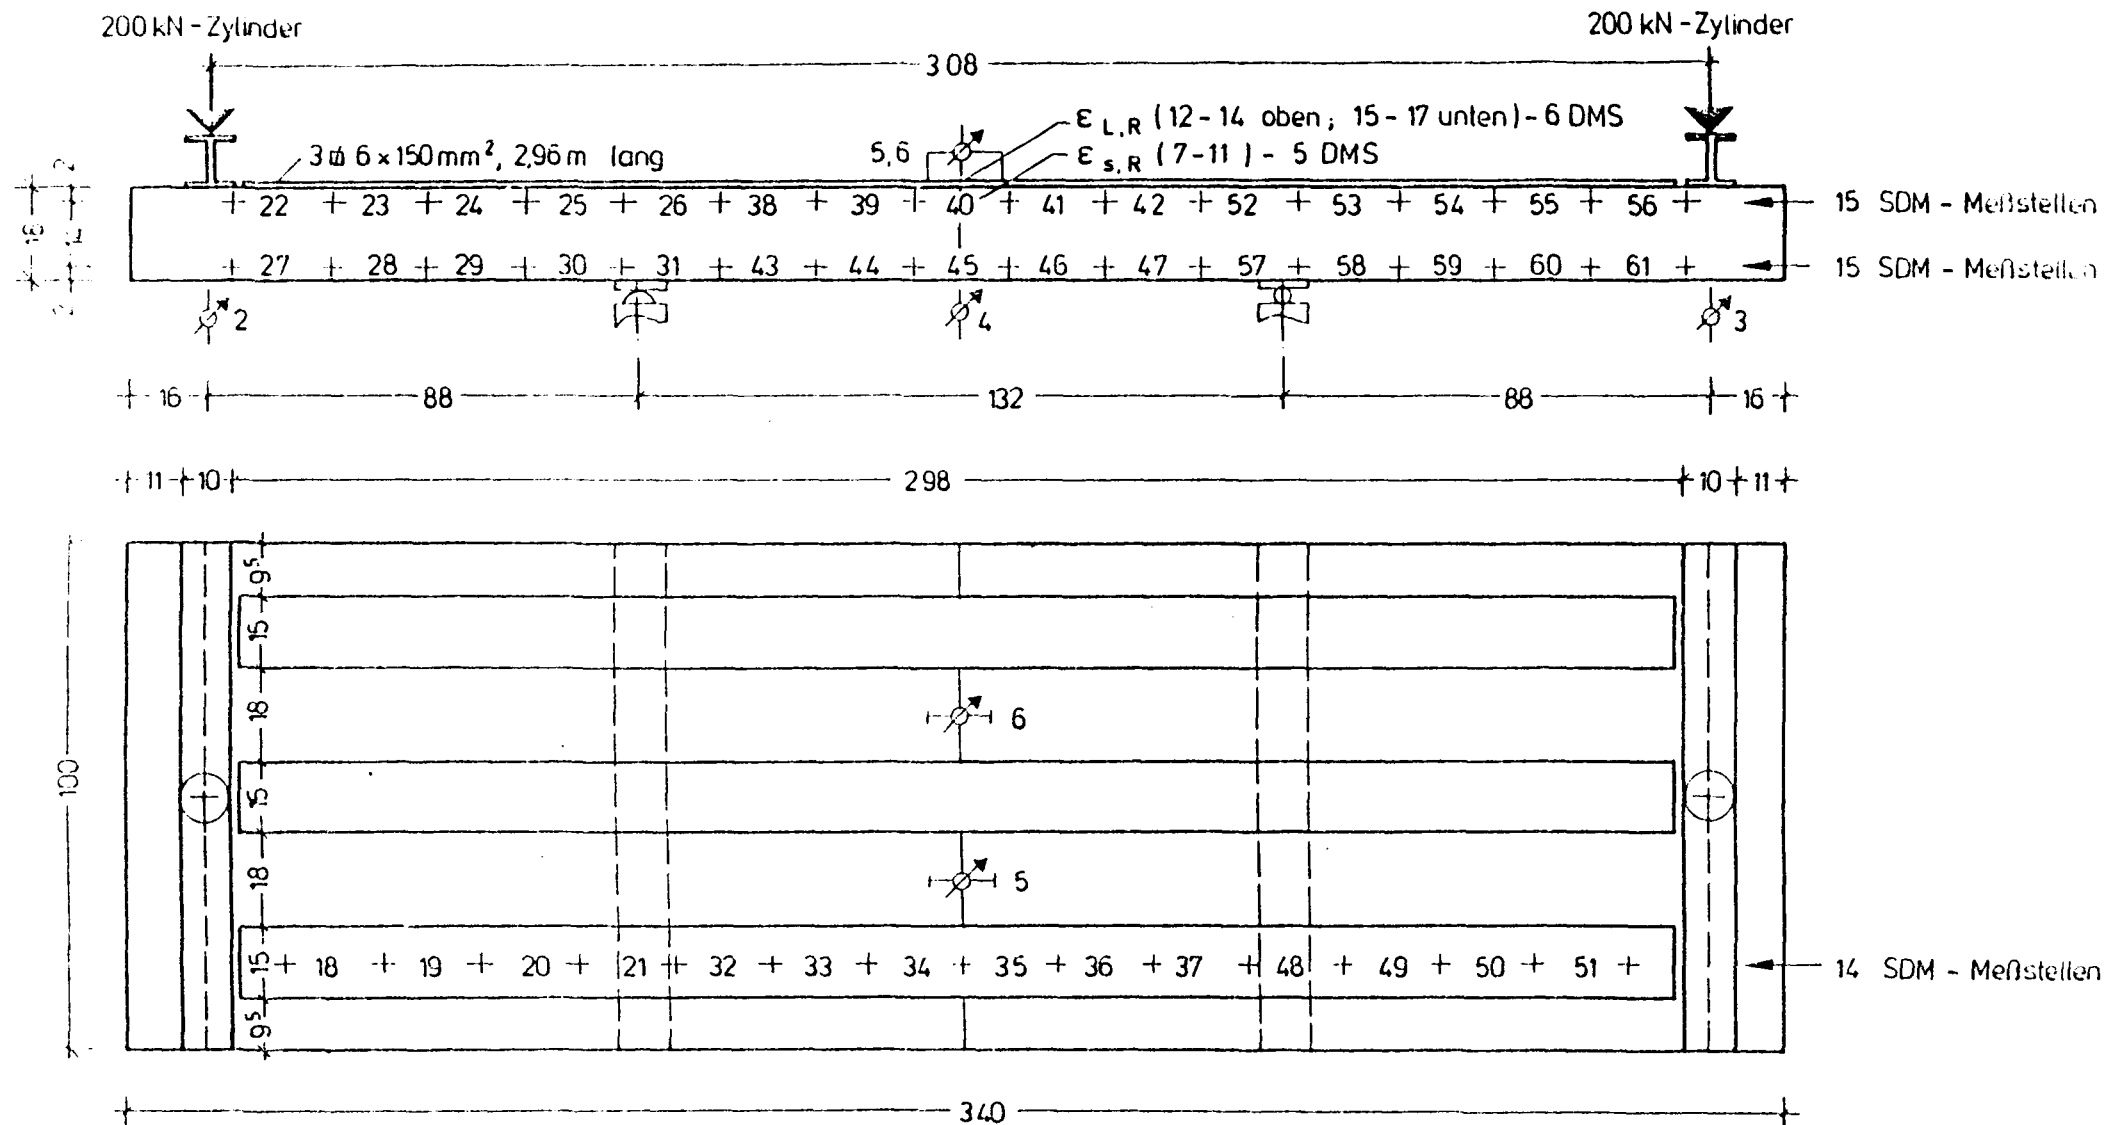 200 kN - Zylinder
200 kN - Zylinder
3 08
ε L,R (12 - 14 oben; 15 - 17 unten) - 6 DMS
3 ⌀ 6 x 150 mm², 2,96 m lang
5,6
ε s,R (7 - 11) - 5 DMS
2
22 23 24 25 26 38 39 40 41 42 52 53 54 55 56
15 SDM - Meßstellen
16
27 28 29 30 31 43 44 45 46 47 57 58 59 60 61
15 SDM - Meßstellen
2 4 3
16 88 132 88 16
11 10 298 10 11
9⁵
15
18
6
100
15
18
5
15
18 19 20 21 32 33 34 35 36 37 48 49 50 51
14 SDM - Meßstellen
9⁵
340